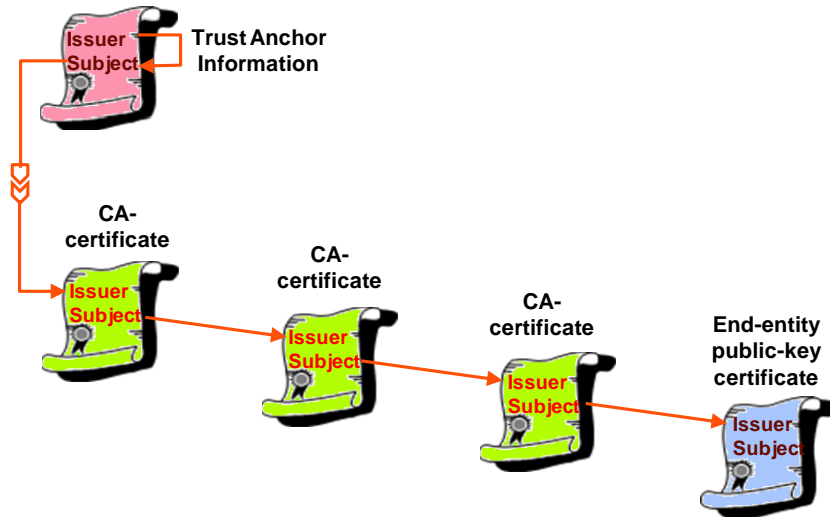 Issuer
Subject
Trust Anchor
Information
CA-
certificate
Issuer
Subject
CA-
certificate
Issuer
Subject
CA-
certificate
Issuer
Subject
End-entity
public-key
certificate
Issuer
Subject